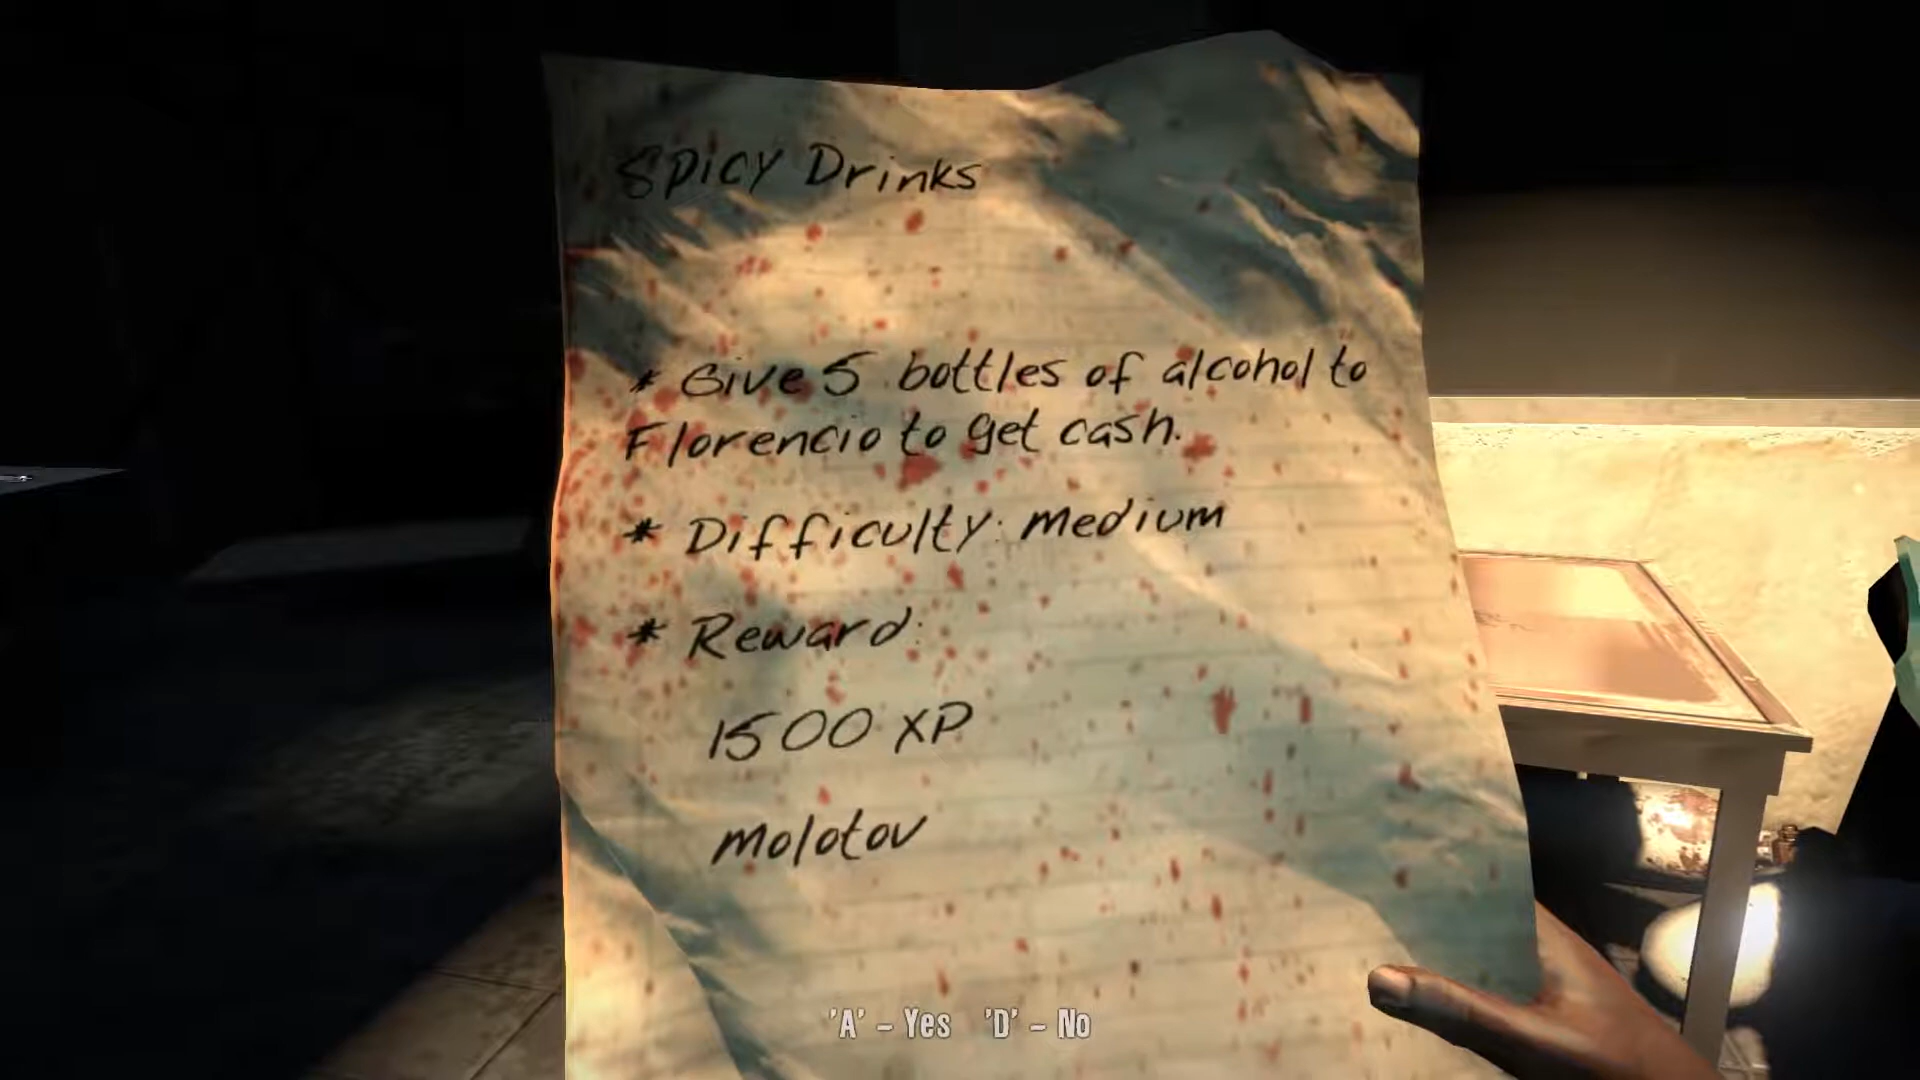 Spicy Drinks
* Give 5 bottles of alcohol to
Florencio to get cash.
* Difficulty: medium
* Reward:
1500 XP
Molotov
'A' – Yes 'D' – No